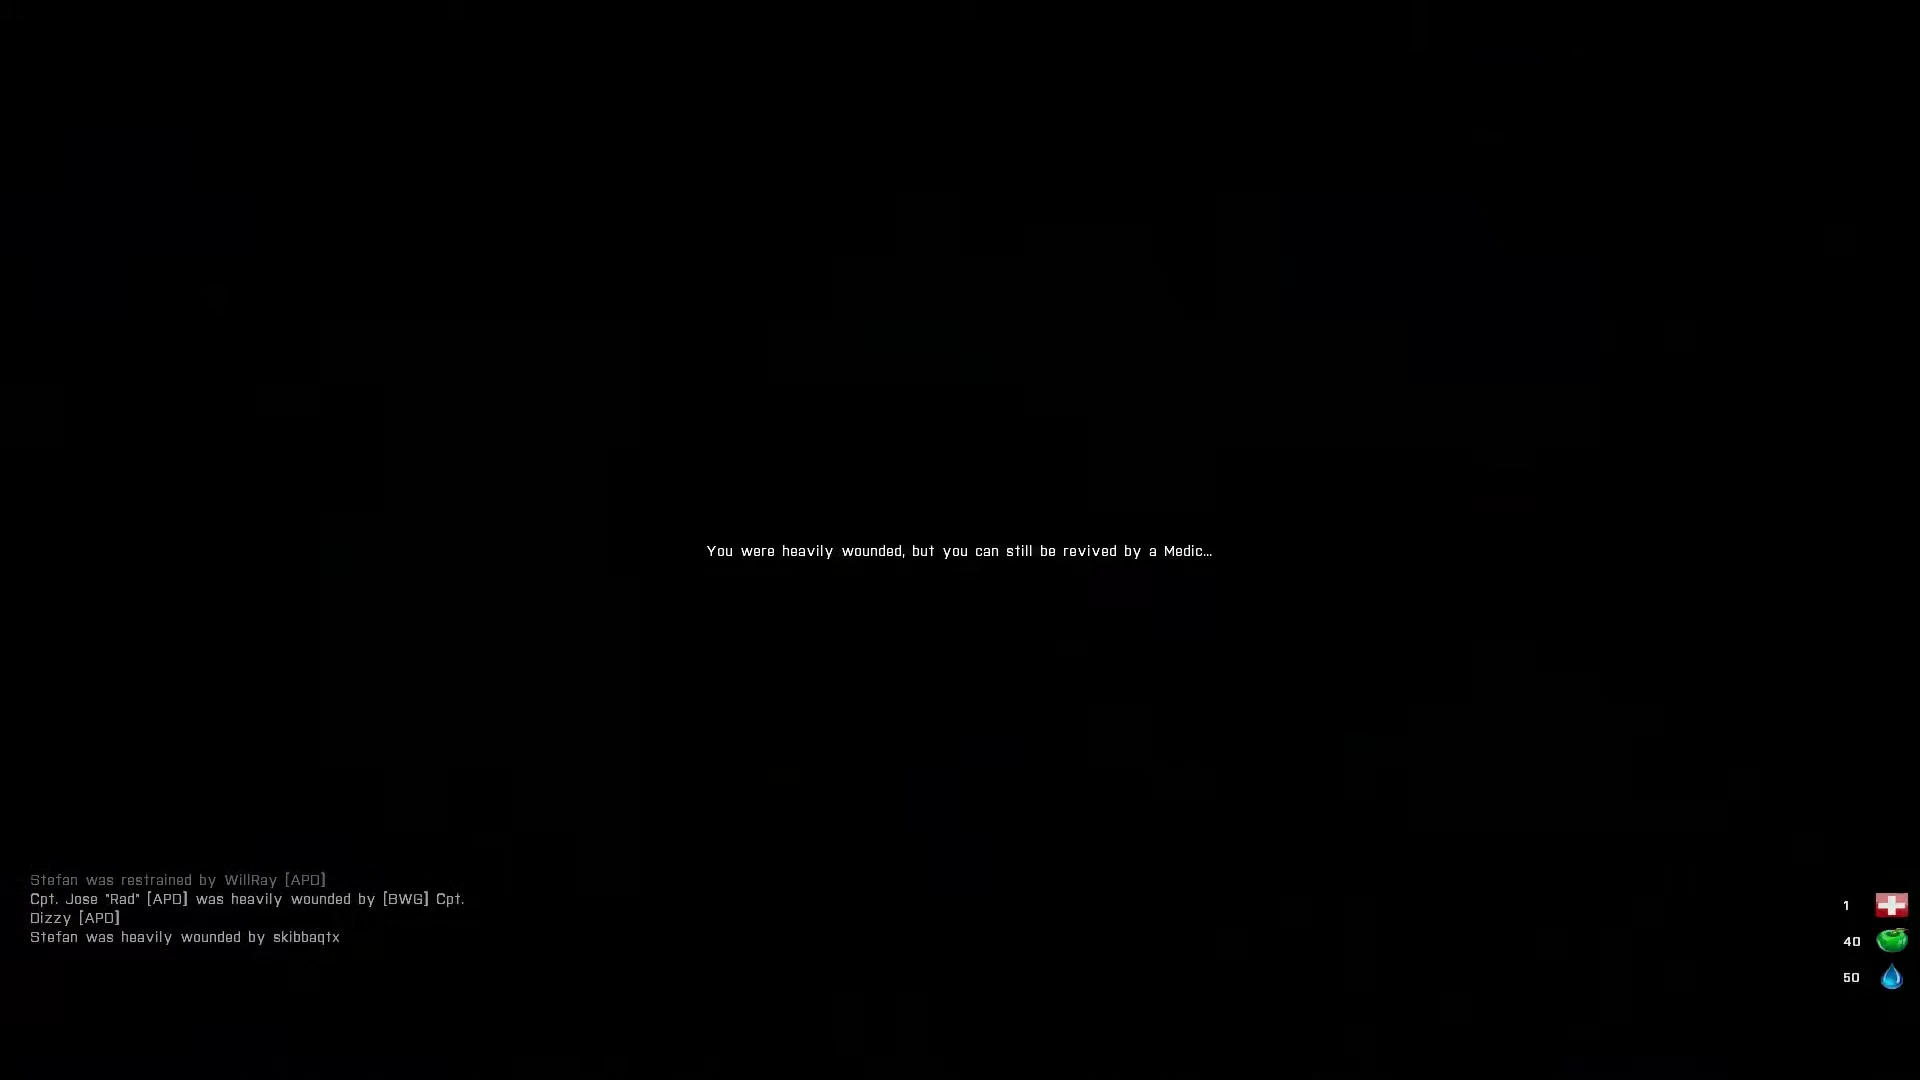 You were heavily wounded, but you can still be revived by a Medic...
Stefan was restrained by WillRay [APD]
Cpt. Jose "Rad" [APD] was heavily wounded by [BWG] Cpt.
Dizzy [APD]
Stefan was heavily wounded by skibbaqtx
1
40
50